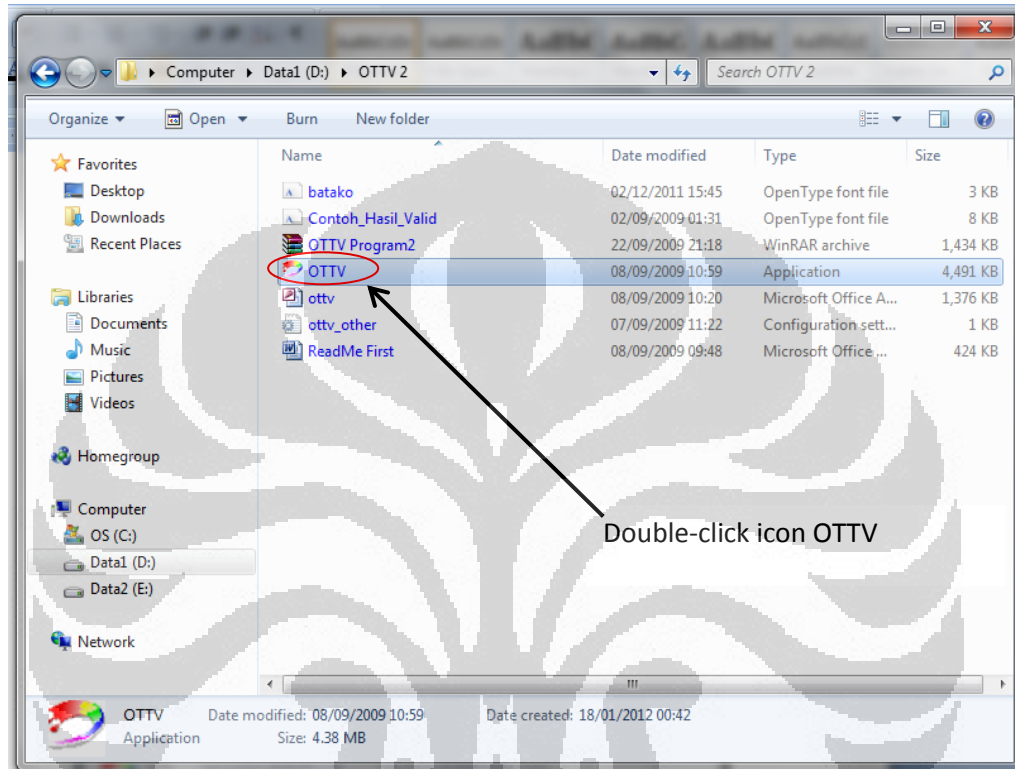 Computer Data1 (D:) OTTV 2 Search OTTV 2
Organize Open Burn New folder
Favorites
Desktop
Downloads
Recent Places
Libraries
Documents
Music
Pictures
Videos
Homegroup
Computer
OS (C:)
Data1 (D:)
Data2 (E:)
Network
Name Date modified Type Size
batako 02/12/2011 15:45 OpenType font file 3 KB
Contoh_Hasil_Valid 02/09/2009 01:31 OpenType font file 8 KB
OTTV Program2 22/09/2009 21:18 WinRAR archive 1,434 KB
OTTV 08/09/2009 10:59 Application 4,491 KB
ottv 08/09/2009 10:20 Microsoft Office A... 1,376 KB
ottv_other 07/09/2009 11:22 Configuration sett... 1 KB
ReadMe First 08/09/2009 09:48 Microsoft Office ... 424 KB
Double-click icon OTTV
OTTV Date modified: 08/09/2009 10:59 Date created: 18/01/2012 00:42
Application Size: 4.38 MB